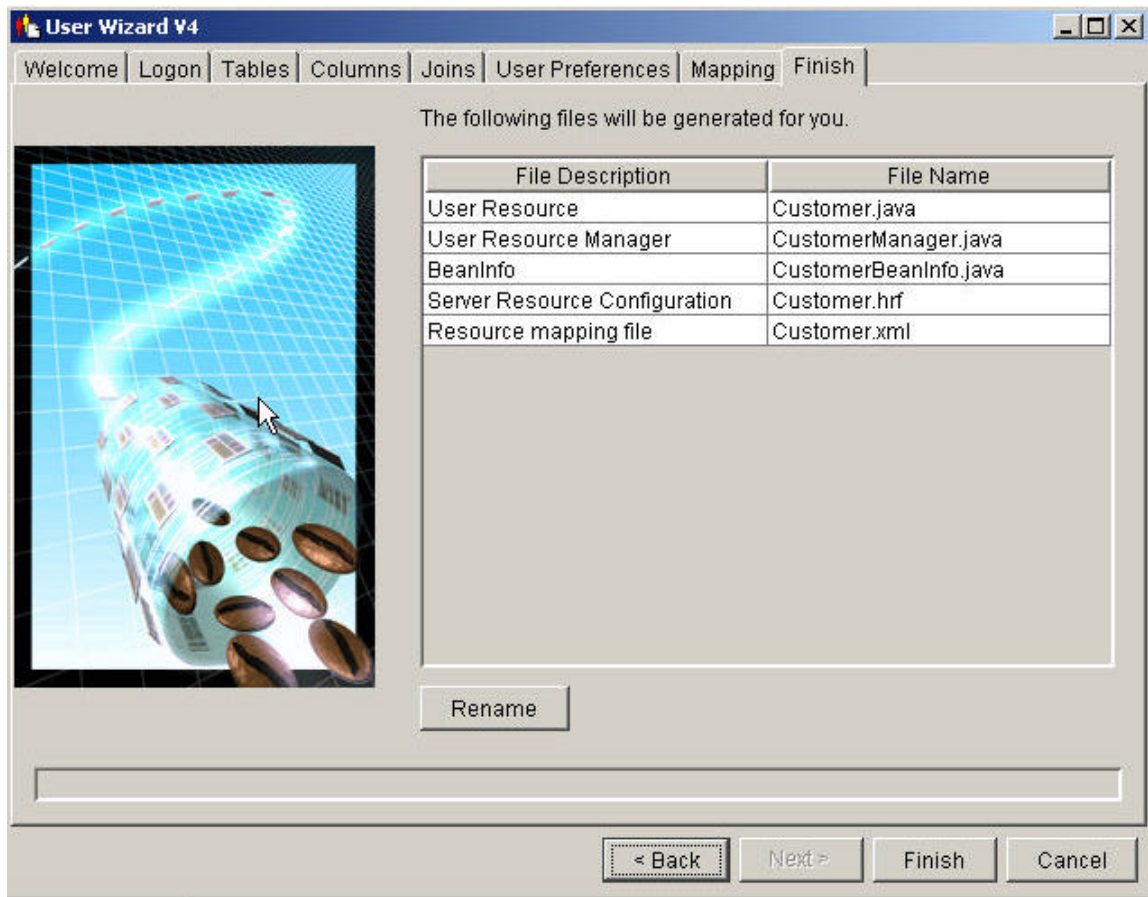 User Wizard V4
Welcome Logon Tables Columns Joins User Preferences Mapping Finish
The following files will be generated for you.
File Description File Name
User Resource Customer.java
User Resource Manager CustomerManager.java
BeanInfo CustomerBeanInfo.java
Server Resource Configuration Customer.hrf
Resource mapping file Customer.xml
Rename
< Back Next > Finish Cancel